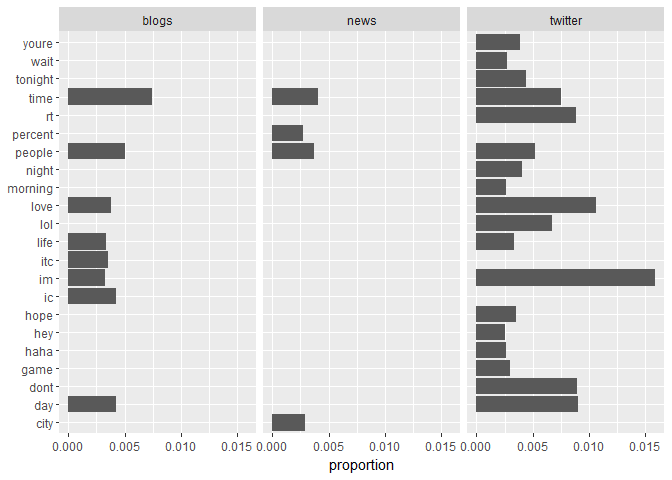 blogs news twitter
youre
wait
tonight
time
rt
percent
people
night
morning
love
lol
life
itc
im
ic
hope
hey
haha
game
dont
day
city
0.000 0.005 0.010 0.015 0.000 0.005 0.010 0.015 0.000 0.005 0.010 0.015
proportion